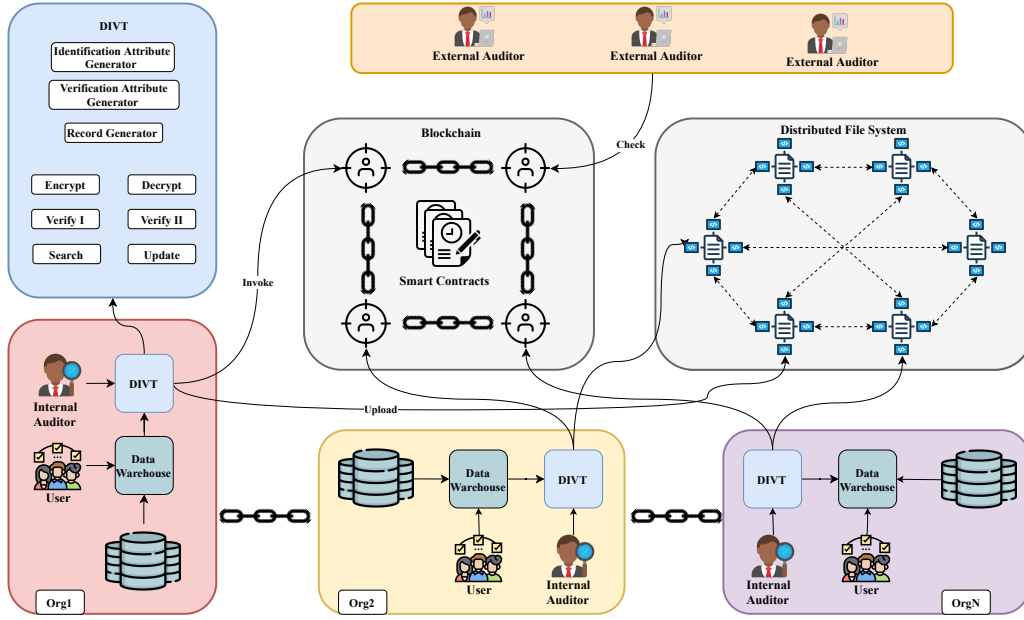 DIVT
Identification Attribute
Generator
Verification Attribute
Generator
Record Generator
Encrypt
Decrypt
Verify I
Verify II
Search
Update
External Auditor
External Auditor
External Auditor
Blockchain
Check
Distributed File System
Smart Contracts
Invoke
Internal
Auditor
DIVT
Upload
User
Data
Warehouse
Org1
Data
Warehouse
DIVT
User
Internal
Auditor
Org2
DIVT
Data
Warehouse
Internal
Auditor
User
OrgN